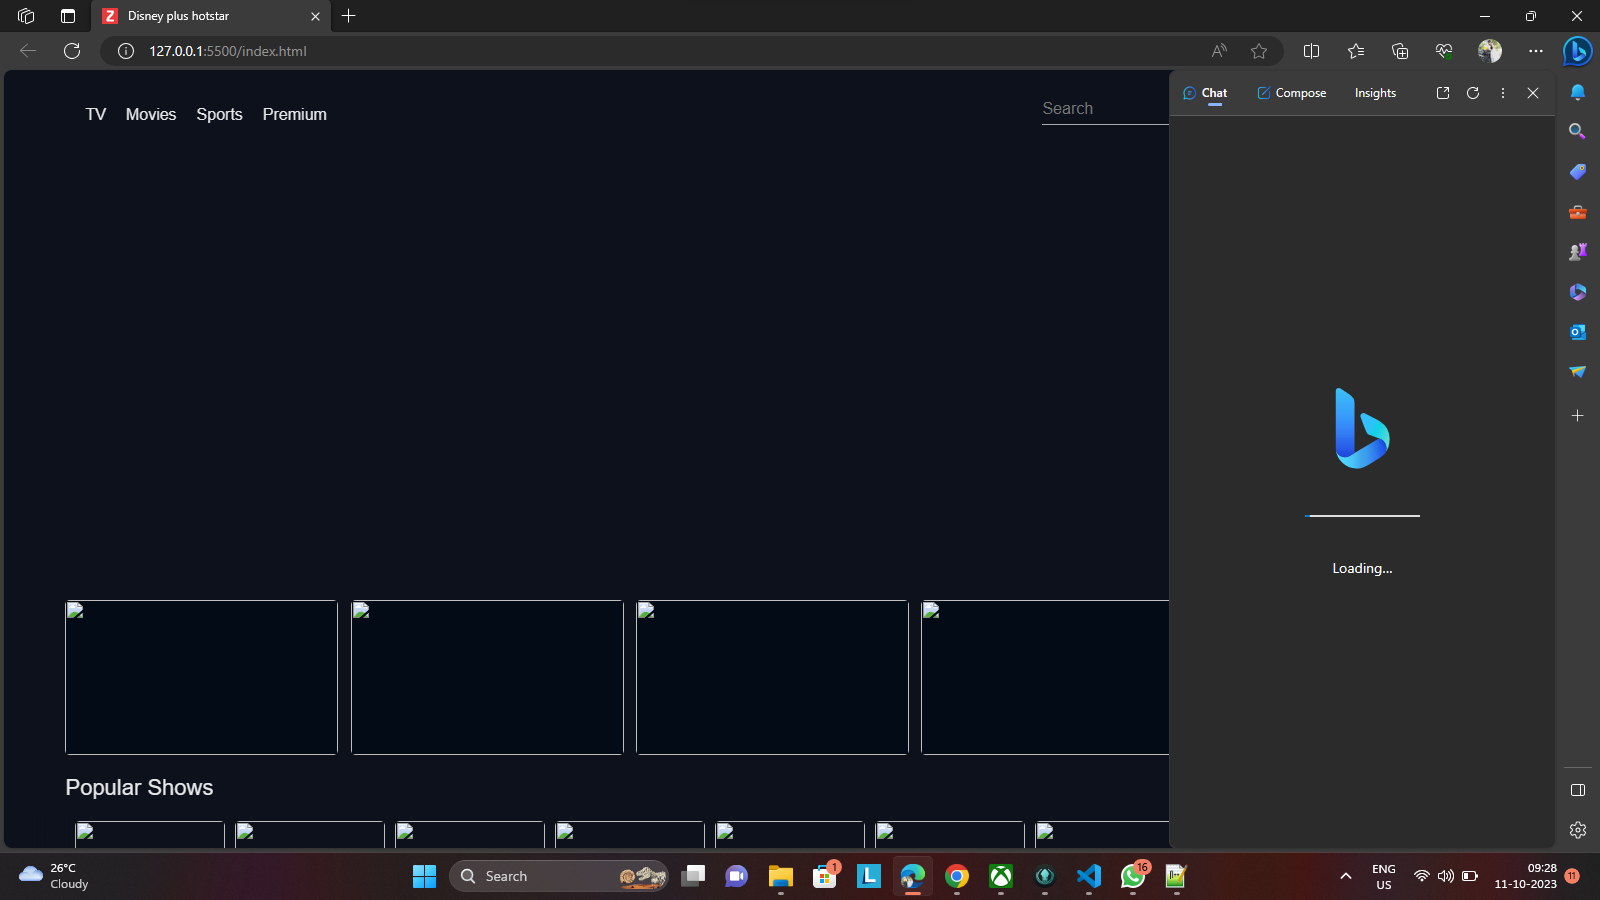 Disney plus hotstar
127.0.0.1:5500/index.html
TV Movies Sports Premium
Search
Chat Compose Insights
Loading...
Popular Shows
26°C
Cloudy
Search
1
16
ENG
US
09:28
11-10-2023
11